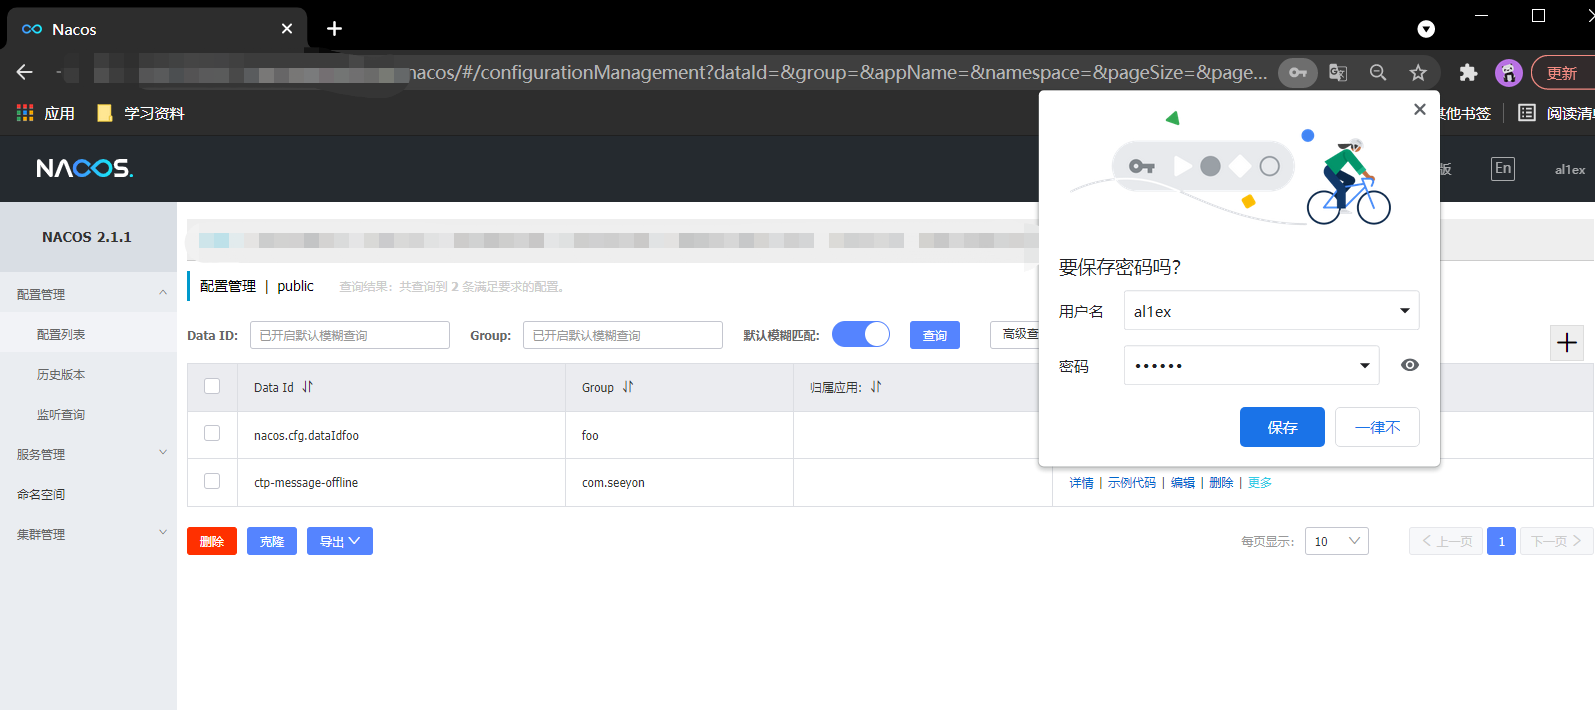 Nacos
nacos/#/configurationManagement?dataId=&group=&appName=&namespace=&pageSize=&page...
更新
应用
学习资料
其他书签
阅读清单
NACOS.
版
En
al1ex
NACOS 2.1.1
配置管理
配置列表
历史版本
监听查询
服务管理
命名空间
集群管理
配置管理 | public
查询结果：共查询到 2 条满足要求的配置。
Data ID:
已开启默认模糊查询
Group:
已开启默认模糊查询
默认模糊匹配:
查询
高级查
Data Id
Group
归属应用:
nacos.cfg.dataIdfoo
foo
ctp-message-offline
com.seeyon
详情 | 示例代码 | 编辑 | 删除 | 更多
删除
克隆
导出
每页显示:
10
上一页
1
下一页
要保存密码吗?
用户名
al1ex
密码
••••••
保存
一律不